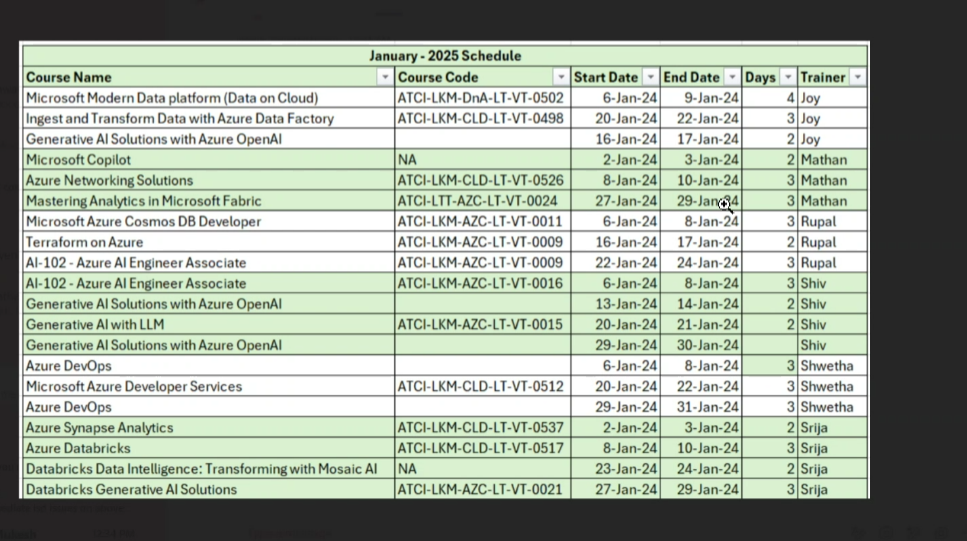 January - 2025 Schedule
Course Name Course Code Start Date End Date Days Trainer
Microsoft Modern Data platform (Data on Cloud) ATCI-LKM-DnA-LT-VT-0502 6-Jan-24 9-Jan-24 4 Joy
Ingest and Transform Data with Azure Data Factory ATCI-LKM-CLD-LT-VT-0498 20-Jan-24 22-Jan-24 3 Joy
Generative AI Solutions with Azure OpenAI 16-Jan-24 17-Jan-24 2 Joy
Microsoft Copilot NA 2-Jan-24 3-Jan-24 2 Mathan
Azure Networking Solutions ATCI-LKM-CLD-LT-VT-0526 8-Jan-24 10-Jan-24 3 Mathan
Mastering Analytics in Microsoft Fabric ATCI-LTT-AZC-LT-VT-0024 27-Jan-24 29-Jan-24 3 Mathan
Microsoft Azure Cosmos DB Developer ATCI-LKM-AZC-LT-VT-0011 6-Jan-24 8-Jan-24 3 Rupal
Terraform on Azure ATCI-LKM-AZC-LT-VT-0009 16-Jan-24 17-Jan-24 2 Rupal
AI-102 - Azure AI Engineer Associate ATCI-LKM-AZC-LT-VT-0009 22-Jan-24 24-Jan-24 3 Rupal
AI-102 - Azure AI Engineer Associate ATCI-LKM-AZC-LT-VT-0016 6-Jan-24 8-Jan-24 3 Shiv
Generative AI Solutions with Azure OpenAI 13-Jan-24 14-Jan-24 2 Shiv
Generative AI with LLM ATCI-LKM-AZC-LT-VT-0015 20-Jan-24 21-Jan-24 2 Shiv
Generative AI Solutions with Azure OpenAI 29-Jan-24 30-Jan-24 Shiv
Azure DevOps 6-Jan-24 8-Jan-24 3 Shwetha
Microsoft Azure Developer Services ATCI-LKM-CLD-LT-VT-0512 20-Jan-24 22-Jan-24 3 Shwetha
Azure DevOps 29-Jan-24 31-Jan-24 3 Shwetha
Azure Synapse Analytics ATCI-LKM-CLD-LT-VT-0537 2-Jan-24 3-Jan-24 2 Srija
Azure Databricks ATCI-LKM-CLD-LT-VT-0517 8-Jan-24 10-Jan-24 3 Srija
Databricks Data Intelligence: Transforming with Mosaic AI NA 23-Jan-24 24-Jan-24 2 Srija
Databricks Generative AI Solutions ATCI-LKM-AZC-LT-VT-0021 27-Jan-24 29-Jan-24 3 Srija